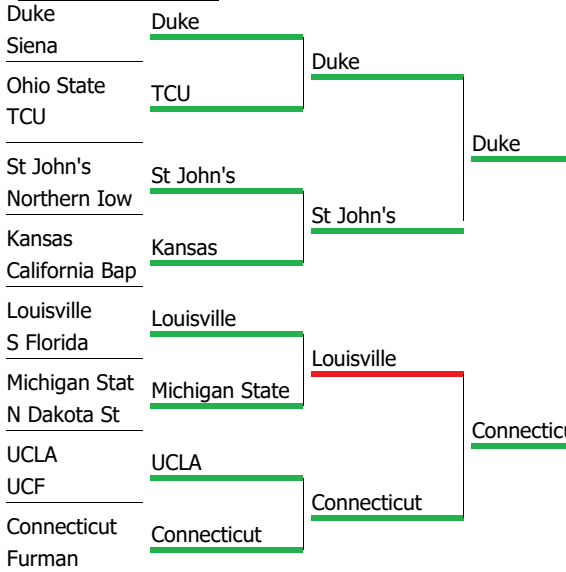 Duke
Siena
Ohio State
TCU
St John's
Northern Iow
Kansas
California Bap
Louisville
S Florida
Michigan Stat
N Dakota St
UCLA
UCF
Connecticut
Furman
Duke
TCU
St John's
Kansas
Louisville
Michigan State
UCLA
Connecticut
Duke
St John's
Louisville
Connecticut
Duke
Connecticu